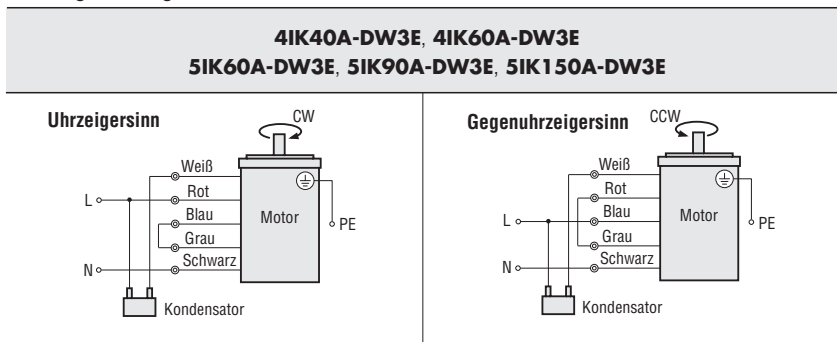 4IK40A-DW3E, 4IK60A-DW3E
5IK60A-DW3E, 5IK90A-DW3E, 5IK150A-DW3E
Uhrzeigersinn
CW
Weiß
L
Rot
Blau
Motor
PE
Grau
N
Schwarz
Kondensator
Gegenuhrzeigersinn
CCW
Weiß
Rot
L
Blau
Motor
PE
Grau
N
Schwarz
Kondensator